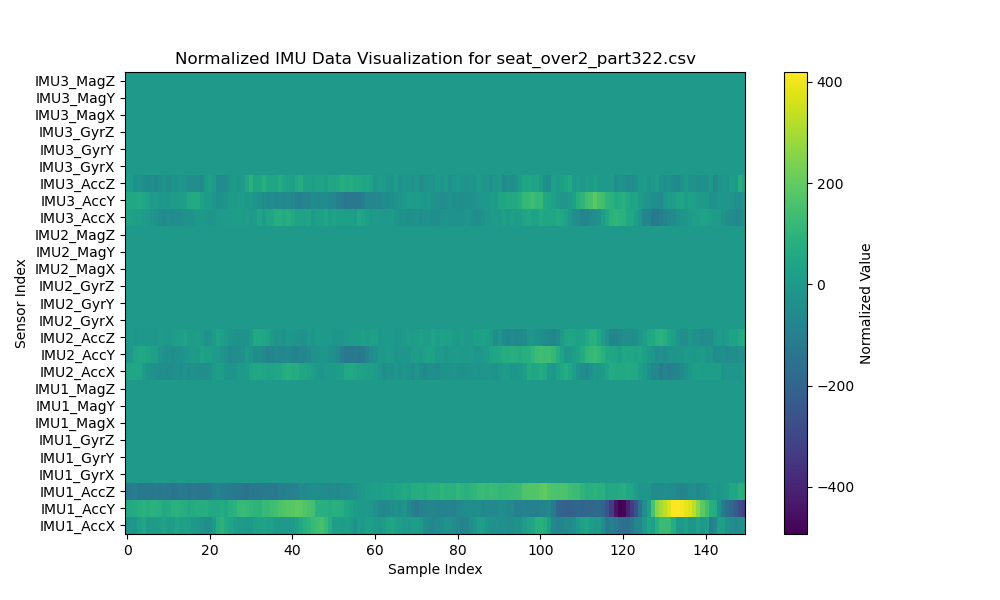 Normalized IMU Data Visualization for seat_over2_part322.csv
IMU3_MagZ
IMU3_MagY
IMU3_MagX
IMU3_GyrZ
IMU3_GyrY
IMU3_GyrX
IMU3_AccZ
IMU3_AccY
IMU3_AccX
IMU2_MagZ
IMU2_MagY
IMU2_MagX
IMU2_GyrZ
IMU2_GyrY
IMU2_GyrX
IMU2_AccZ
IMU2_AccY
IMU2_AccX
IMU1_MagZ
IMU1_MagY
IMU1_MagX
IMU1_GyrZ
IMU1_GyrY
IMU1_GyrX
IMU1_AccZ
IMU1_AccY
IMU1_AccX
Sensor Index
0 20 40 60 80 100 120 140
Sample Index
400
200
0
−200
−400
Normalized Value